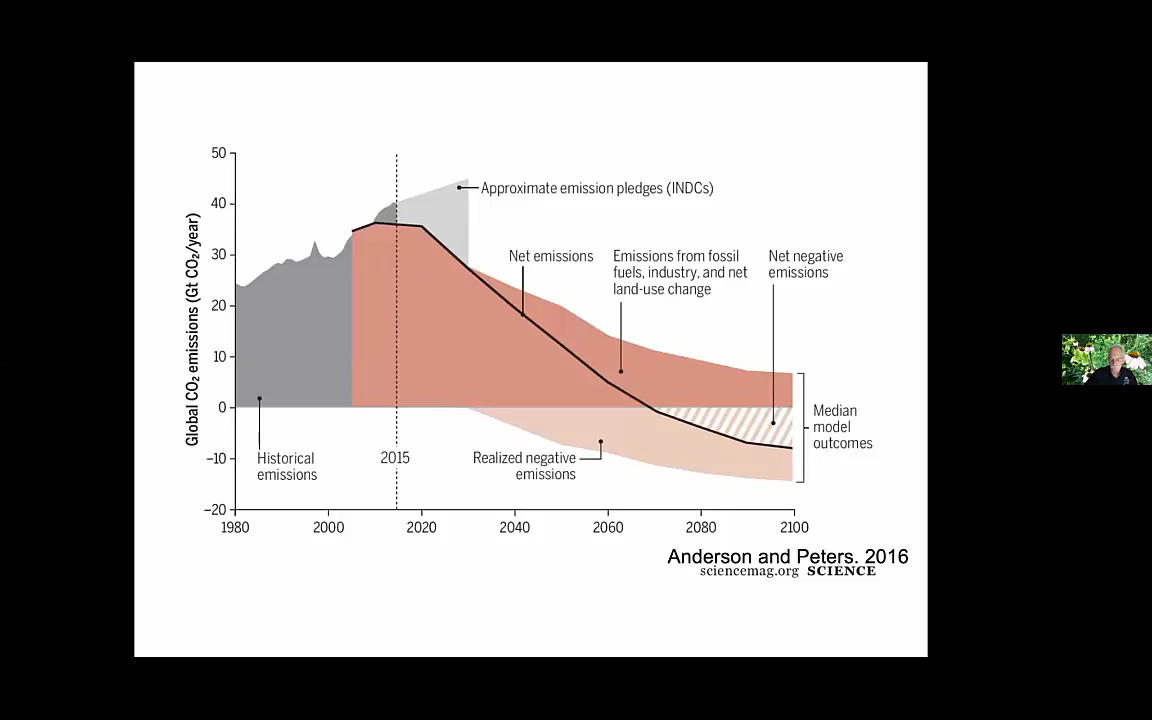 50
Approximate emission pledges (INDCs)
40
30
Net emissions
Emissions from fossil
fuels, industry, and net
land-use change
Net negative
emissions
20
10
0
−10
−20
Global CO₂ emissions (Gt CO₂/year)
Median
model
outcomes
Historical
emissions
2015
Realized negative
emissions
1980 2000 2020 2040 2060 2080 2100
Anderson and Peters. 2016
sciencemag.org SCIENCE